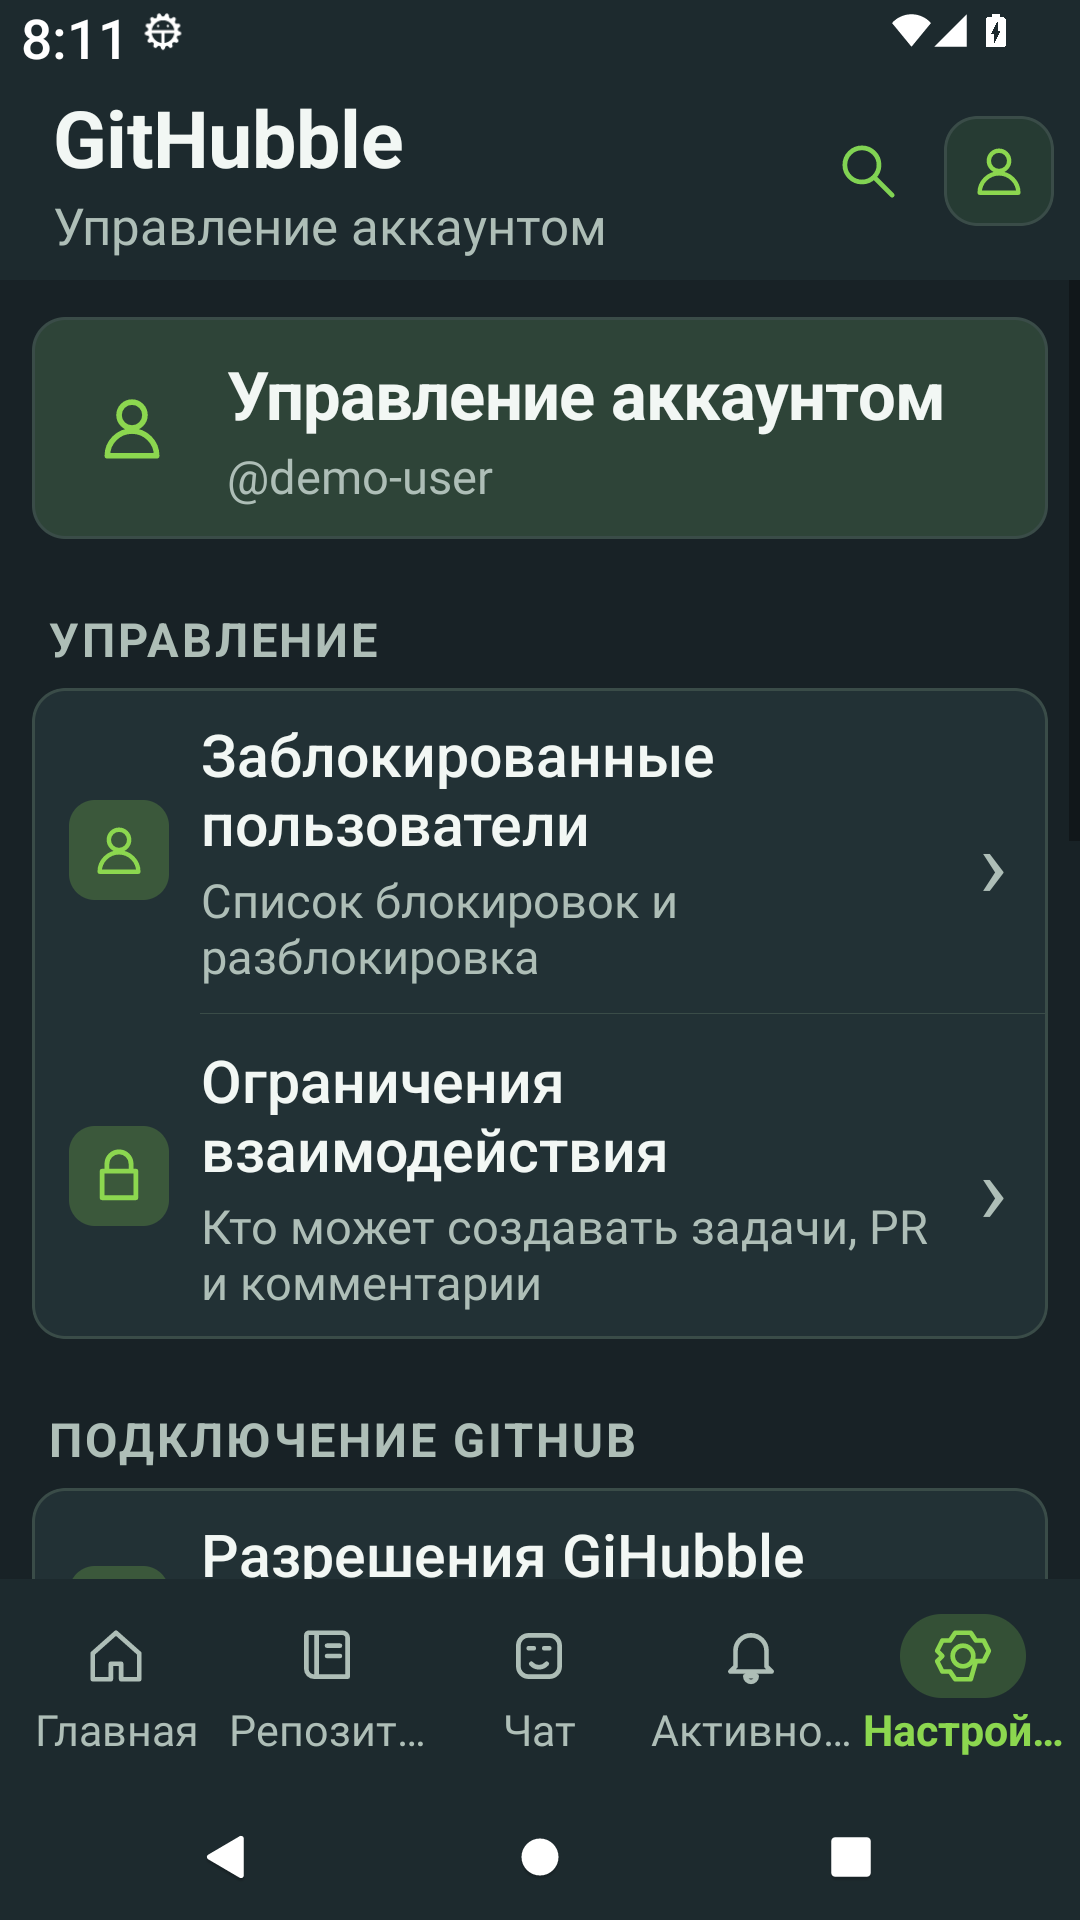 8:11
GitHubble
Управление аккаунтом
Управление аккаунтом
@demo-user
УПРАВЛЕНИЕ
Заблокированные
пользователи
Список блокировок и
разблокировка
Ограничения
взаимодействия
Кто может создавать задачи, PR
и комментарии
ПОДКЛЮЧЕНИЕ GITHUB
Разрешения GiHubble
Главная
Репозит…
Чат
Активно…
Настрой…